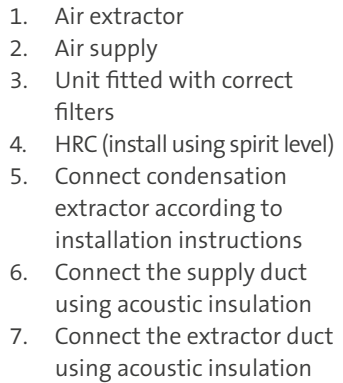 1. Air extractor
2. Air supply
3. Unit fitted with correct
filters
4. HRC (install using spirit level)
5. Connect condensation
extractor according to
installation instructions
6. Connect the supply duct
using acoustic insulation
7. Connect the extractor duct
using acoustic insulation